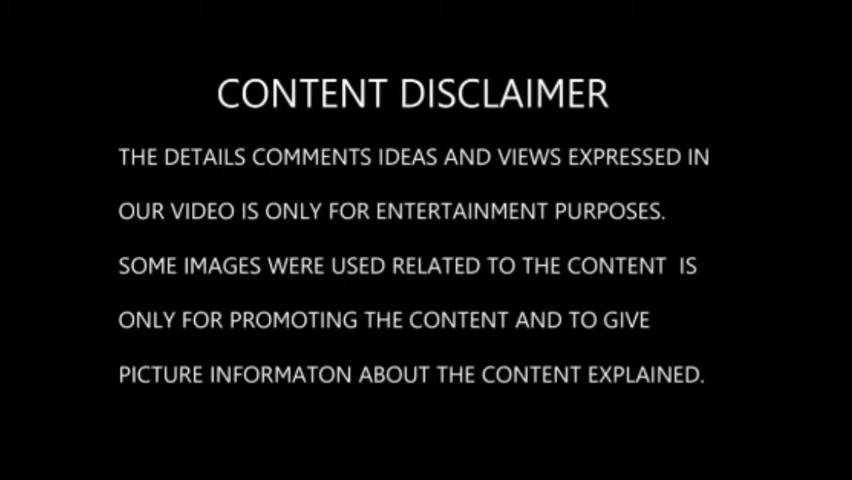 CONTENT DISCLAIMER
THE DETAILS COMMENTS IDEAS AND VIEWS EXPRESSED IN
OUR VIDEO IS ONLY FOR ENTERTAINMENT PURPOSES.
SOME IMAGES WERE USED RELATED TO THE CONTENT  IS
ONLY FOR PROMOTING THE CONTENT AND TO GIVE
PICTURE INFORMATON ABOUT THE CONTENT EXPLAINED.